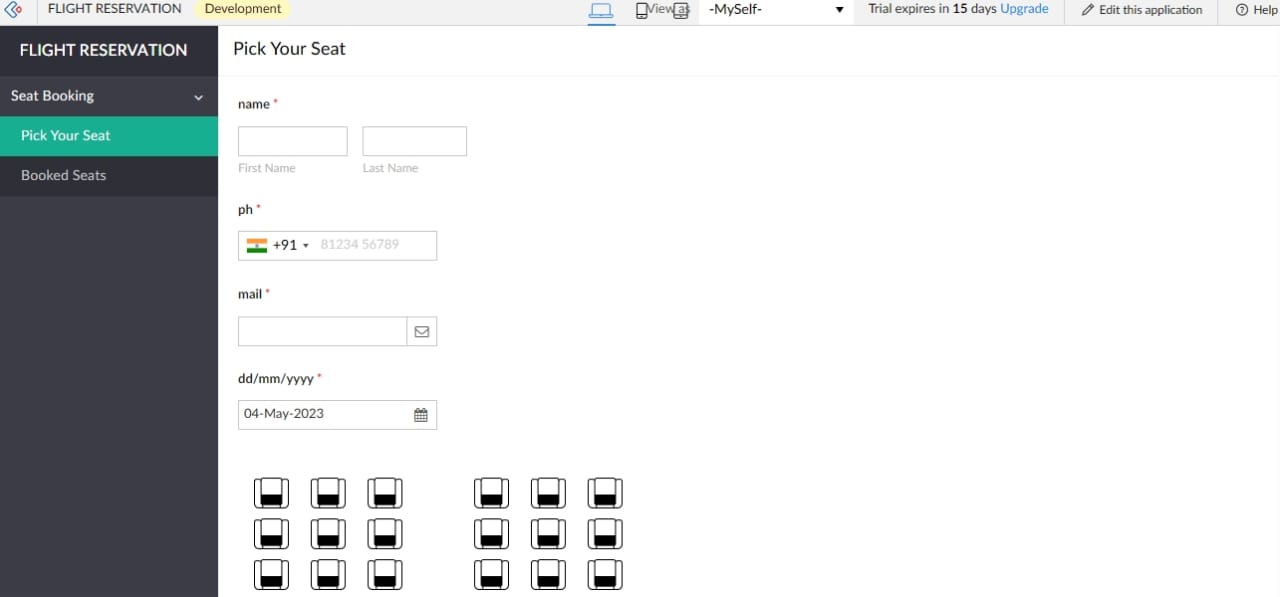 FLIGHT RESERVATION Development View as -MySelf- Trial expires in 15 days Upgrade Edit this application Help
FLIGHT RESERVATION
Seat Booking
Pick Your Seat
Booked Seats
Pick Your Seat
name *
First Name Last Name
ph *
+91 81234 56789
mail *
dd/mm/yyyy *
04-May-2023